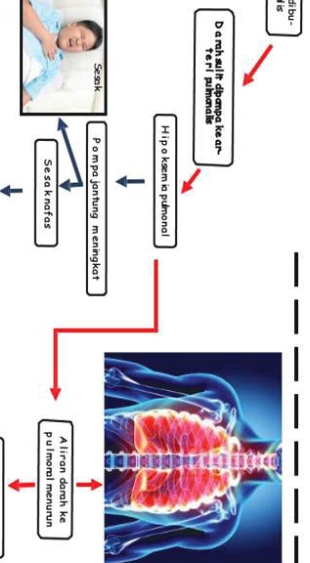 Darah sulit dipompa ke ar-
teri pulmonalis
Hipoksemia pulmonal
Pompa jantung meningkat
Sesak
Sesak nafas
Aliran darah ke
pulmoral menurun